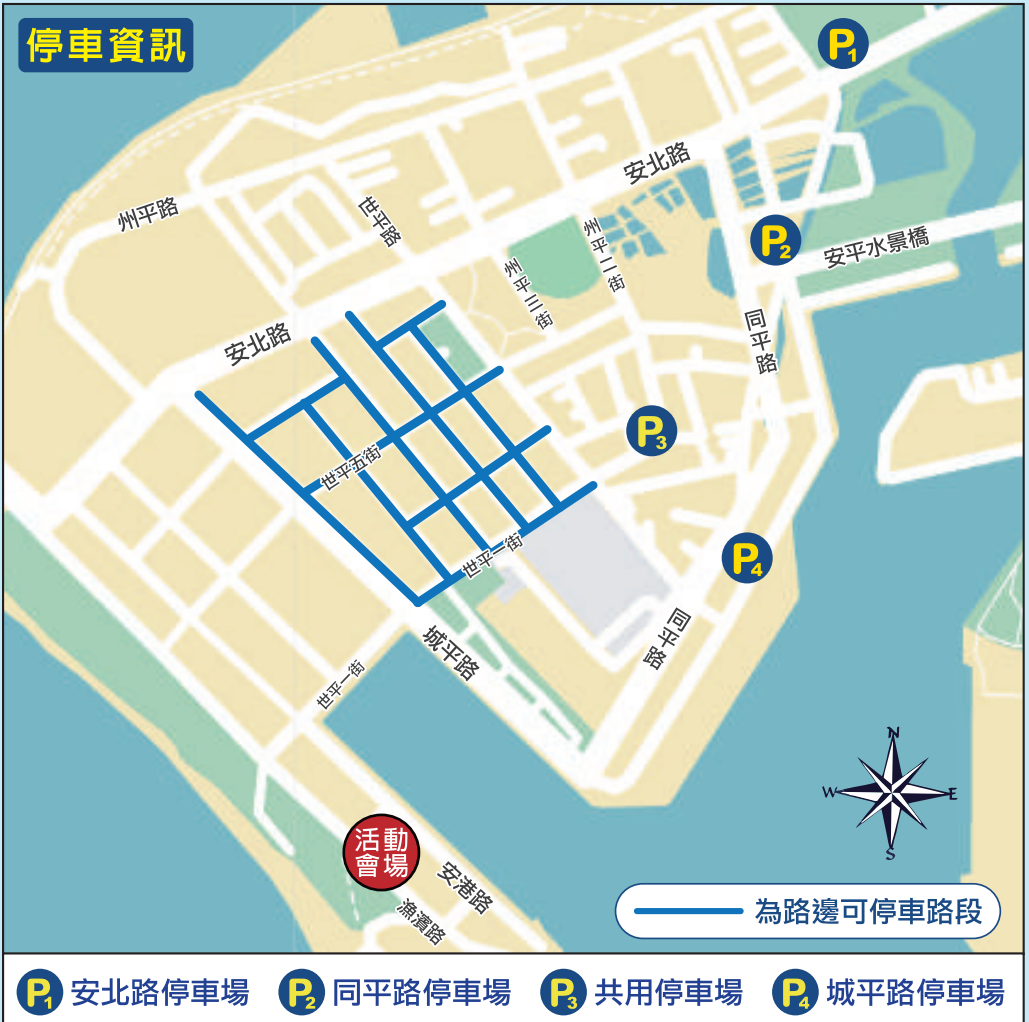 停車資訊
P1
安北路
州平路
世平路
州平二街
P2
安平水景橋
州平三街
安北路
同平路
P3
世平五街
世平一街
P4
城平路
同平路
世平一街
N
W
E
S
活動
會場
安港路
漁濱路
為路邊可停車路段
P1 安北路停車場
P2 同平路停車場
P3 共用停車場
P4 城平路停車場